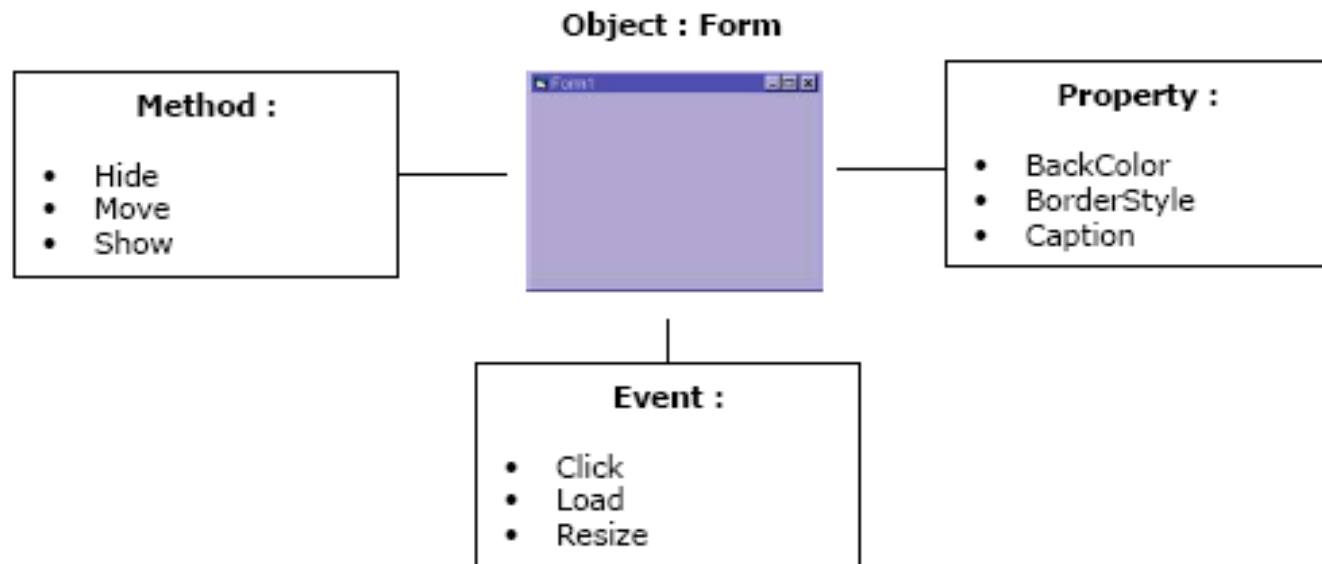 Object : Form
Method :
• Hide
• Move
• Show
Form1
Property :
• BackColor
• BorderStyle
• Caption
Event :
• Click
• Load
• Resize